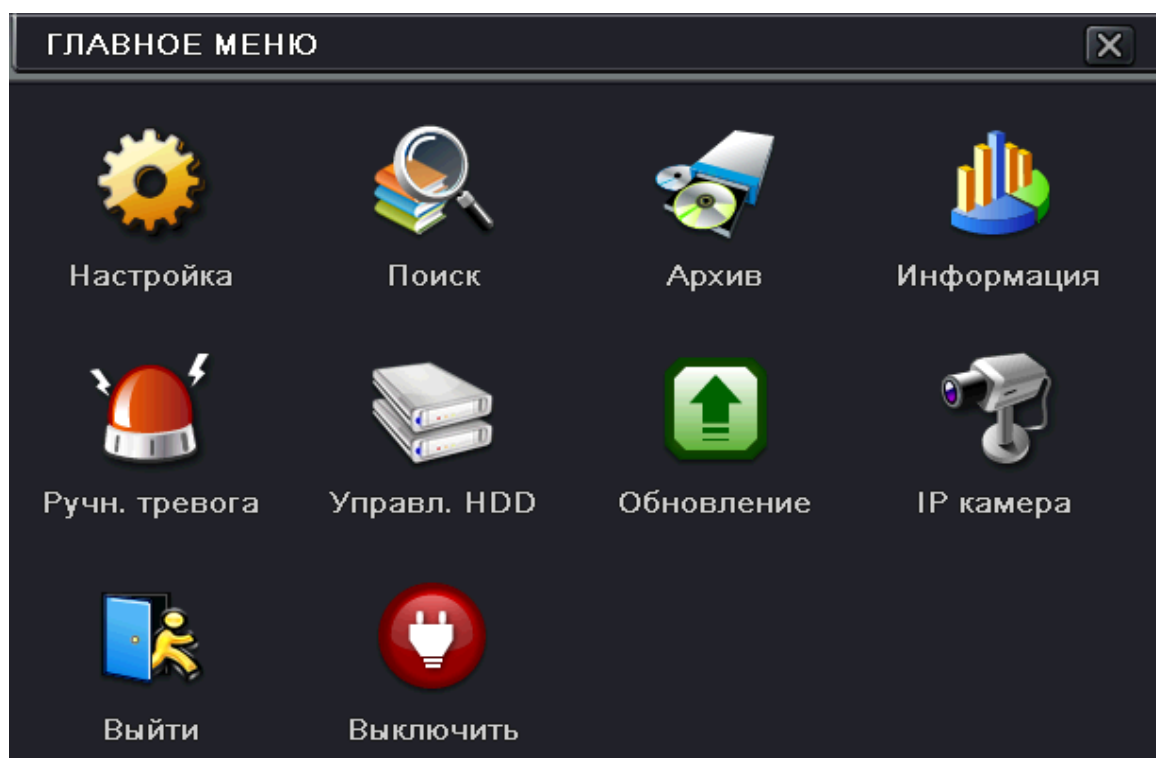 ГЛАВНОЕ МЕНЮ
Настройка
Поиск
Архив
Информация
Ручн. тревога
Управл. HDD
Обновление
IP камера
Выйти
Выключить